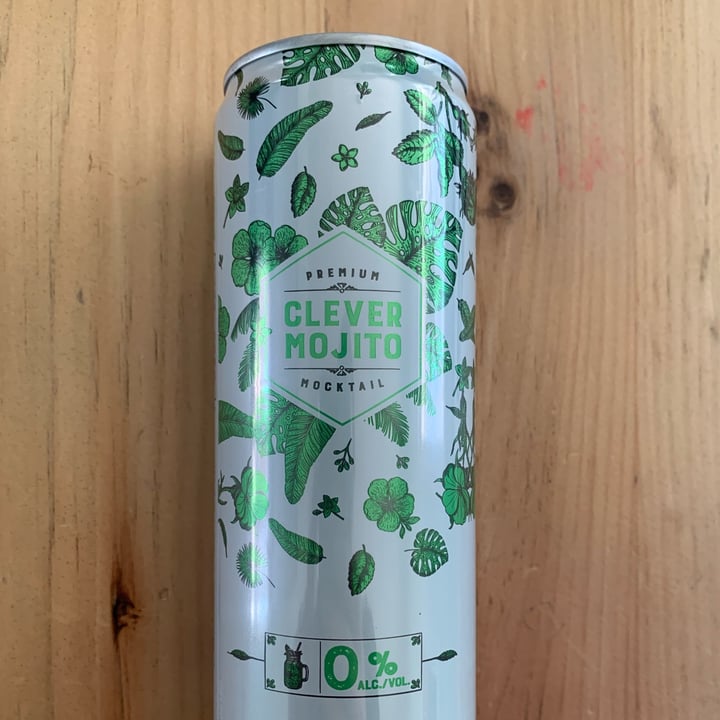 PREMIUM
CLEVER
MOJITO
MOCKTAIL
0%
ALC./VOL.